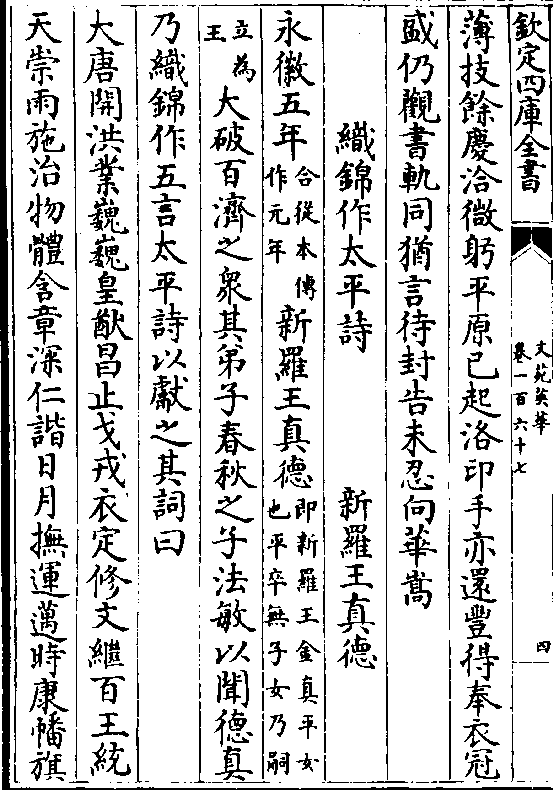 欽定四庫全書
文苑英華
卷一百六十七
四
薄技餘慶洽微躬平原已起洛印手亦還豐得奉衣冠
盛仍觀書軌同猶言待封告未忍向華嵩
織錦作太平詩 新羅王真德
永徽五年合從本傳作元年新羅王真德即新羅王金真平女也平卒無子女乃嗣
立為王大破百濟之衆其弟子春秋之子法敏以聞德真
乃織錦作五言太平詩以獻之其詞曰
大唐開洪業巍巍皇猷昌止戈戎衣定修文繼百王統
天崇雨施治物體含章深仁諧日月撫運邁時康幡旗